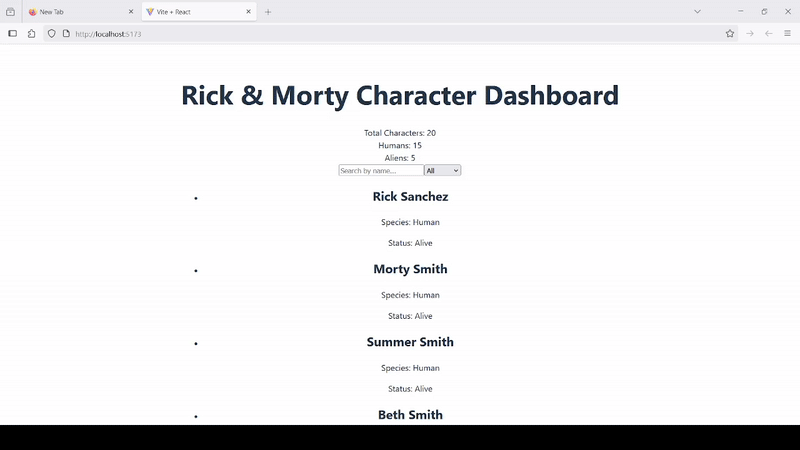 New Tab
Vite + React
http://localhost:5173
Rick & Morty Character Dashboard
Total Characters: 20
Humans: 15
Aliens: 5
Search by name... All
Rick Sanchez
Species: Human
Status: Alive
Morty Smith
Species: Human
Status: Alive
Summer Smith
Species: Human
Status: Alive
Beth Smith